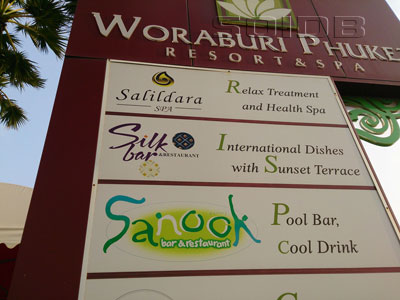 WORABURI PHUKET
RESORT & SPA
Salildara
SPA
Relax Treatment
and Health Spa
Silk
bar
& RESTAURANT
International Dishes
with Sunset Terrace
Sanook
bar & restaurant
Pool Bar,
Cool Drink